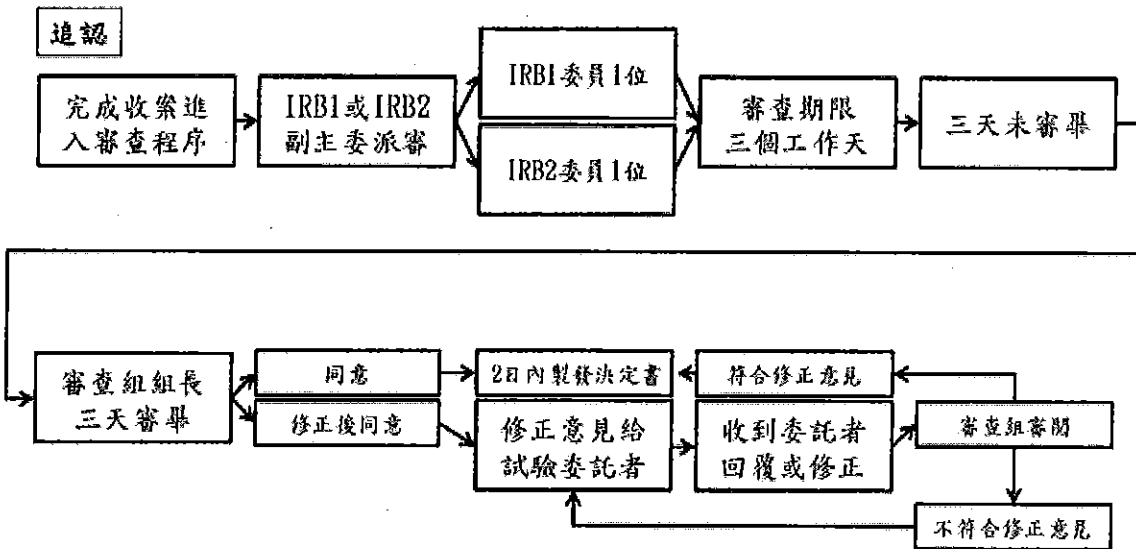 追認
完成收案進
入審查程序
IRB1或IRB2
副主委派審
IRB1委員1位
IRB2委員1位
審查期限
三個工作天
三天未審畢
審查組組長
三天審畢
同意
修正後同意
2日內製發決定書
修正意見給
試驗委託者
符合修正意見
收到委託者
回覆或修正
審查組審閱
不符合修正意見